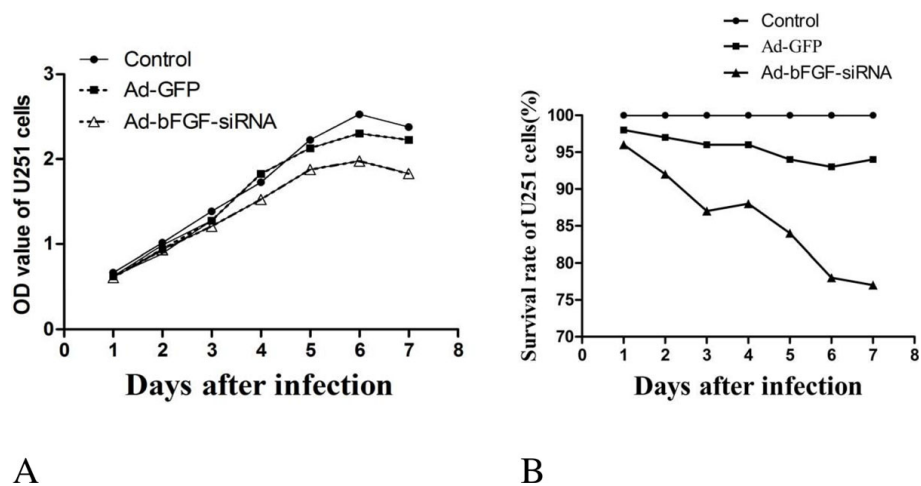 Control
Ad-GFP
Ad-bFGF-siRNA
OD value of U251 cells
3
2
1
0
0 1 2 3 4 5 6 7 8
Days after infection
A
Control
Ad-GFP
Ad-bFGF-siRNA
Survival rate of U251 cells(%)
100
95
90
85
80
75
70
0 1 2 3 4 5 6 7 8
Days after infection
B